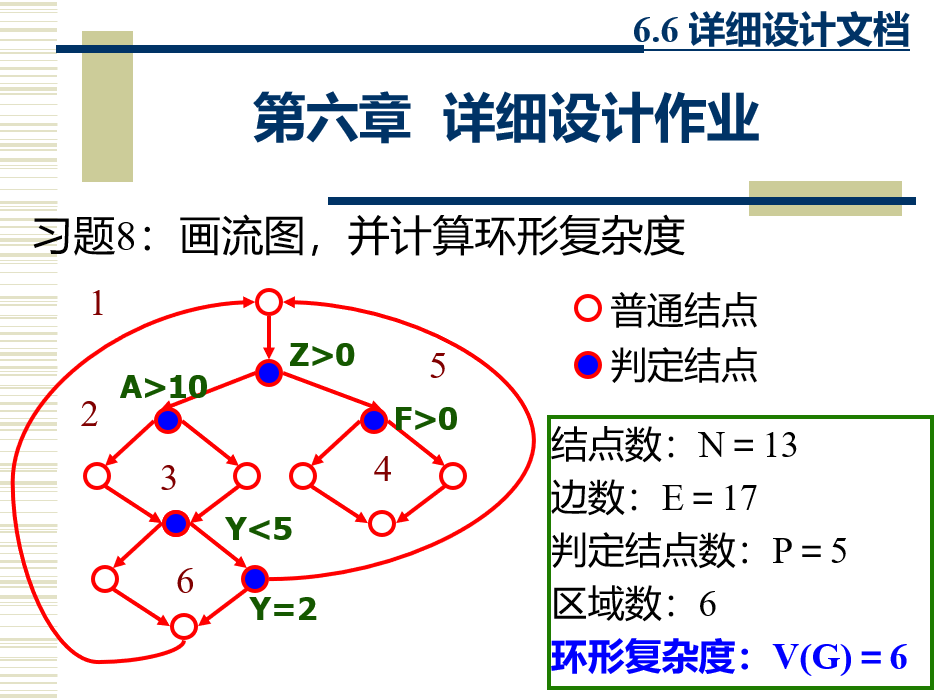 6.6 详细设计文档
第六章 详细设计作业
习题8：画流图，并计算环形复杂度
1
Z>0
5
A>10
2
F>0
3
4
Y<5
6
Y=2
普通结点
判定结点
结点数：N＝13
边数：E＝17
判定结点数：P＝5
区域数：6
环形复杂度：V(G)＝6